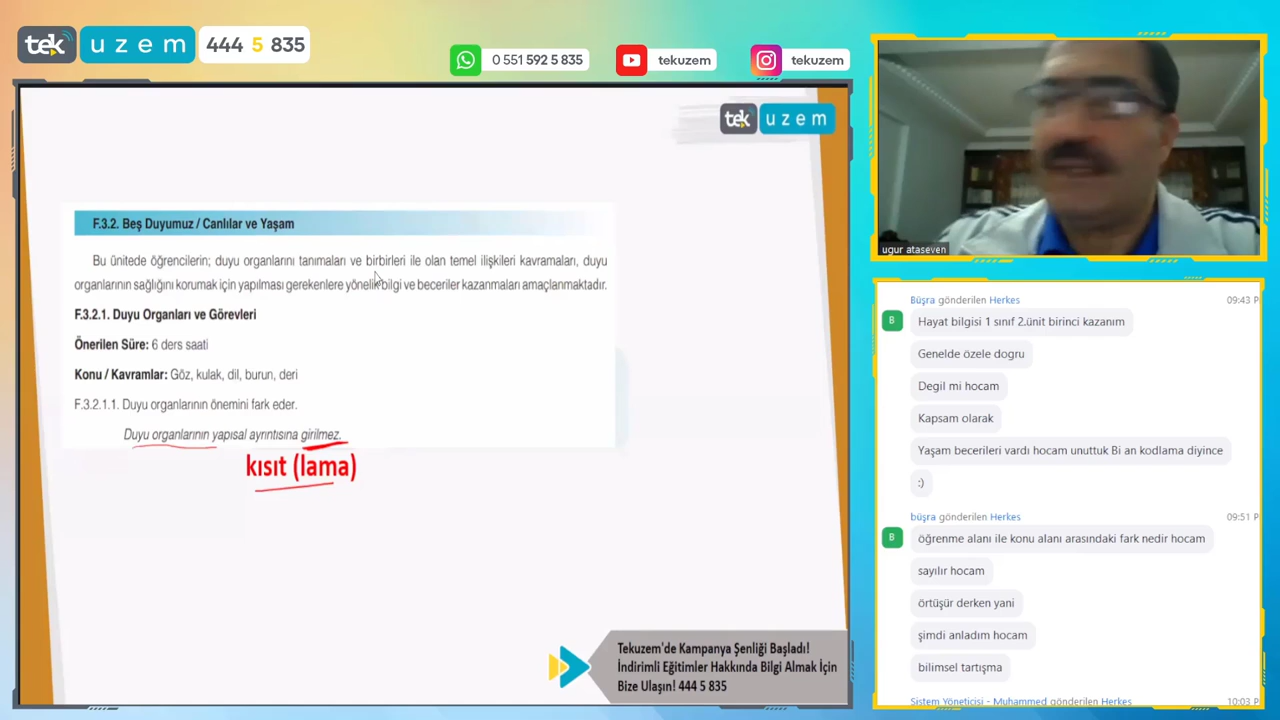 tek uzem 444 5 835
0 551 592 5 835 tekuzem tekuzem
tek uzem
F.3.2. Beş Duyumuz / Canlılar ve Yaşam
Bu ünitede öğrencilerin; duyu organlarını tanımaları ve birbirleri ile olan temel ilişkileri kavramaları, duyu
organlarının sağlığını korumak için yapılması gerekenlere yönelik bilgi ve beceriler kazanmaları amaçlanmaktadır.
F.3.2.1. Duyu Organları ve Görevleri
Önerilen Süre: 6 ders saati
Konu / Kavramlar: Göz, kulak, dil, burun, deri
F.3.2.1.1. Duyu organlarının önemini fark eder.
Duyu organlarının yapısal ayrıntısına girilmez.
kısıt (lama)
Tekuzem'de Kampanya Şenliği Başladı!
İndirimli Eğitimler Hakkında Bilgi Almak İçin
Bize Ulaşın! 444 5 835
ugur ataseven
Büşra gönderilen Herkes 09:43 P
B
Hayat bilgisi 1 sınıf 2.ünit birinci kazanım
Genelde özele dogru
Degil mi hocam
Kapsam olarak
Yaşam becerileri vardı hocam unuttuk Bi an kodlama diyince
:)
büşra gönderilen Herkes 09:51 P
B
öğrenme alanı ile konu alanı arasındaki fark nedir hocam
sayılır hocam
örtüşür derken yani
şimdi anladım hocam
bilimsel tartışma
Sistem Yöneticisi - Muhammed gönderilen Herkes 10:03 P